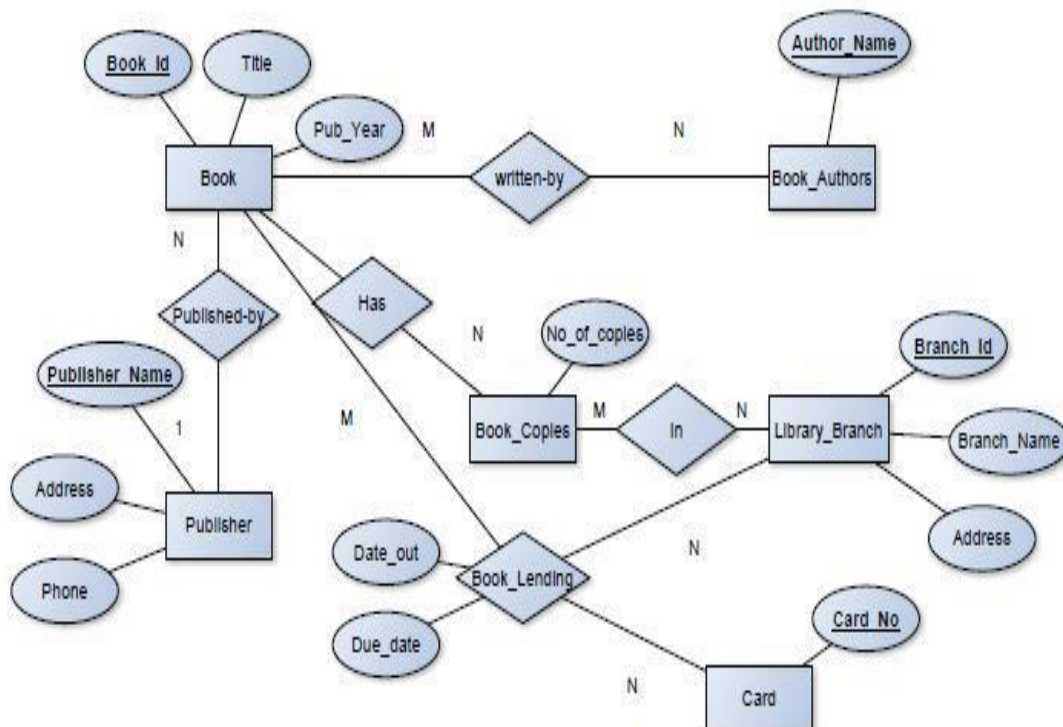 Author_Name
Book_Id
Title
Pub_Year
M
N
Book
written-by
Book_Authors
N
Published-by
Has
N
No_of_copies
Branch_Id
Publisher_Name
1
M
Book_Copies
M
In
N
Library_Branch
Branch_Name
Address
Publisher
Date_out
Book_Lending
N
Address
Phone
Due_date
Card_No
N
Card